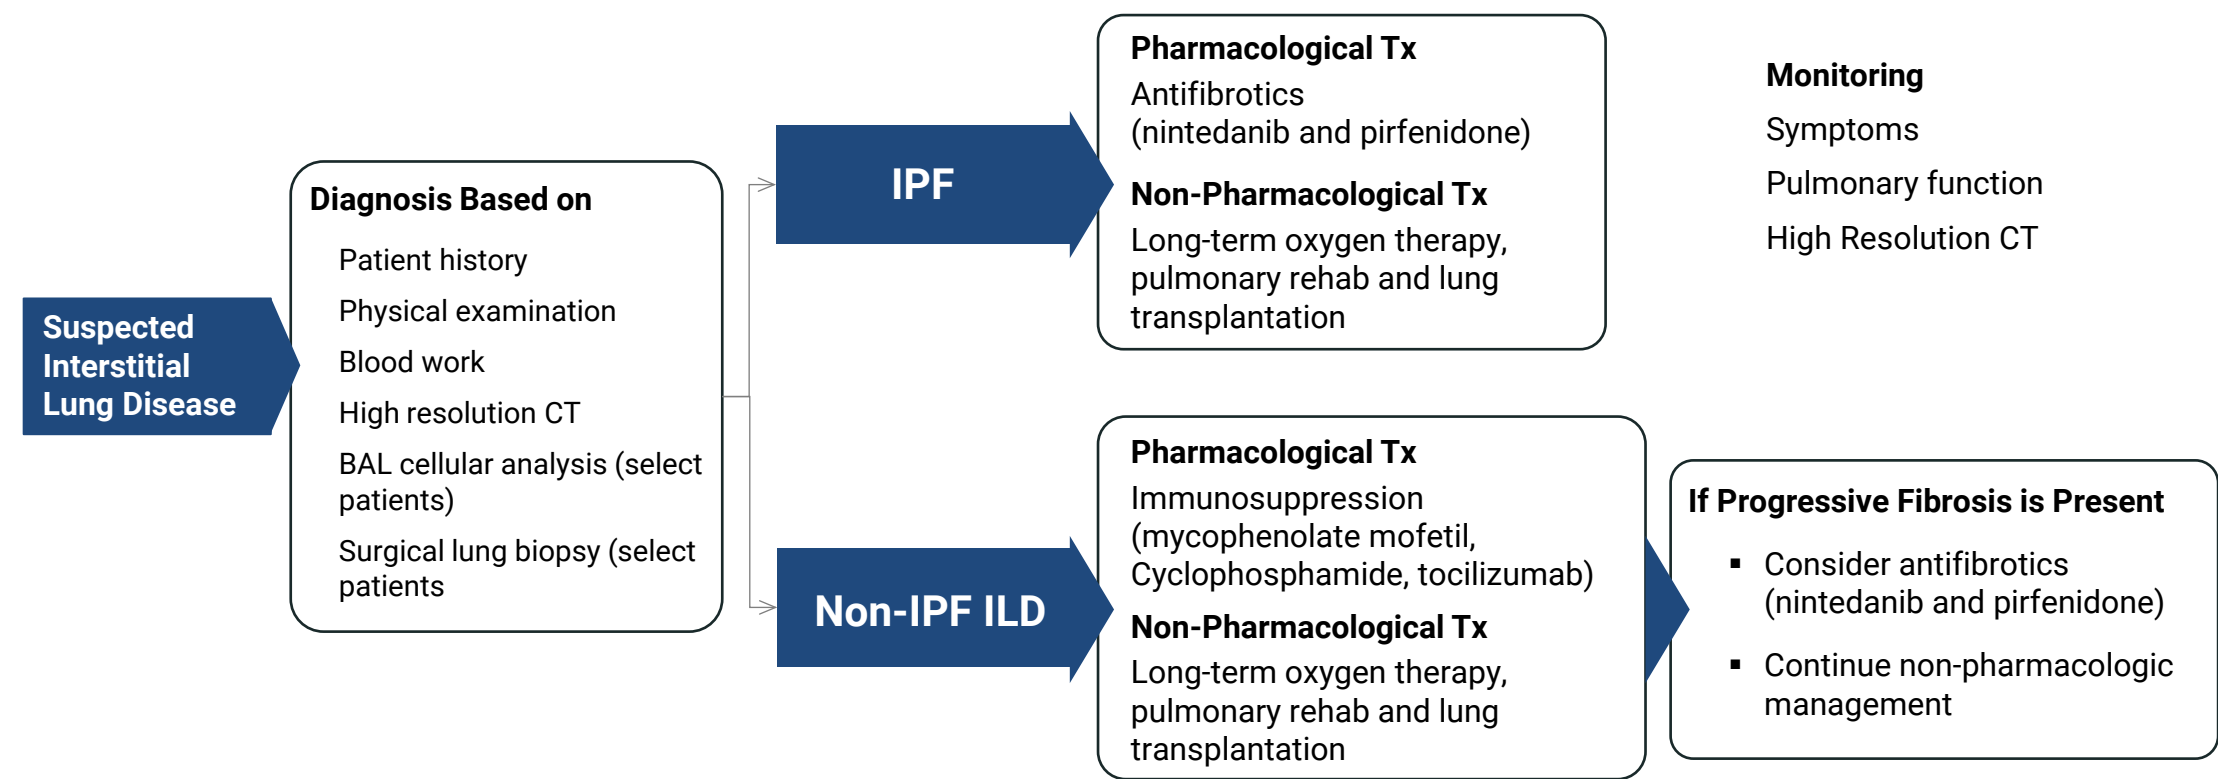 Suspected
Interstitial
Lung Disease
Diagnosis Based on
Patient history
Physical examination
Blood work
High resolution CT
BAL cellular analysis (select
patients)
Surgical lung biopsy (select
patients
IPF
Pharmacological Tx
Antifibrotics
(nintedanib and pirfenidone)
Non-Pharmacological Tx
Long-term oxygen therapy,
pulmonary rehab and lung
transplantation
Monitoring
Symptoms
Pulmonary function
High Resolution CT
Non-IPF ILD
Pharmacological Tx
Immunosuppression
(mycophenolate mofetil,
Cyclophosphamide, tocilizumab)
Non-Pharmacological Tx
Long-term oxygen therapy,
pulmonary rehab and lung
transplantation
If Progressive Fibrosis is Present
▪ Consider antifibrotics
(nintedanib and pirfenidone)
▪ Continue non-pharmacologic
management